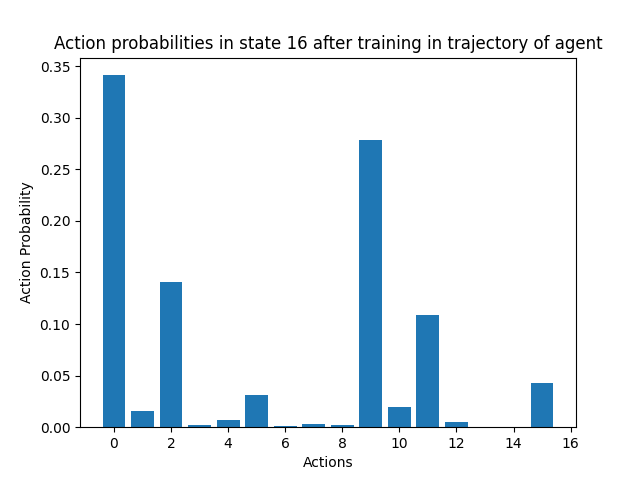 Action probabilities in state 16 after training in trajectory of agent
0.35
0.30
0.25
0.20
0.15
0.10
0.05
0.00
Action Probability
0 2 4 6 8 10 12 14 16
Actions